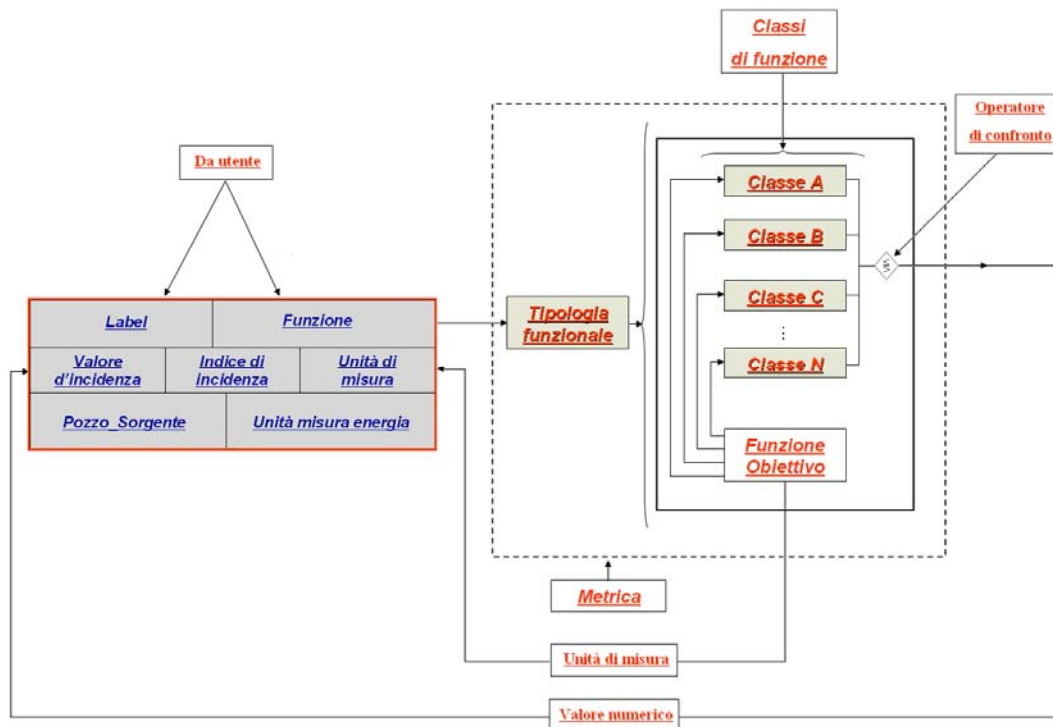 Classi
di funzione
Operatore
di confronto
Da utente
Classe A
Classe B
Classe C
Classe N
Tipologia
funzionale
Label
Funzione
Valore
d'incidenza
Indice di
incidenza
Unità di
misura
Pozzo_Sorgente
Unità misura energia
Funzione
Obiettivo
Metrica
Unità di misura
Valore numerico